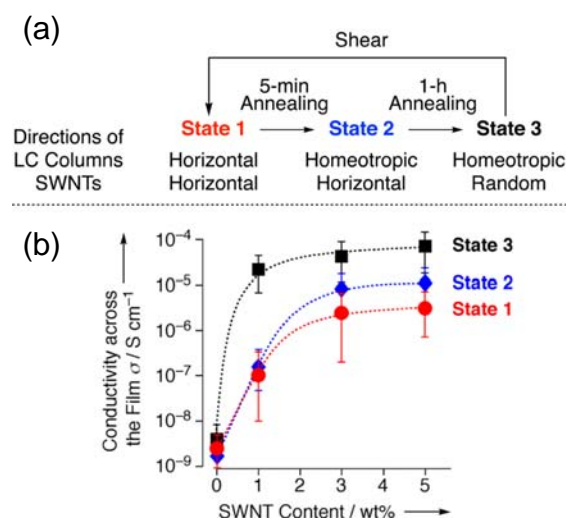 (a)
Shear
5-min Annealing
1-h Annealing
Directions of
LC Columns
SWNTs
State 1
State 2
State 3
Horizontal
Homeotropic
Homeotropic
Horizontal
Horizontal
Random
(b)
Conductivity across
the Film σ / S cm⁻¹
10⁻⁴
10⁻⁵
10⁻⁶
10⁻⁷
10⁻⁸
10⁻⁹
State 3
State 2
State 1
0 1 2 3 4 5
SWNT Content / wt%